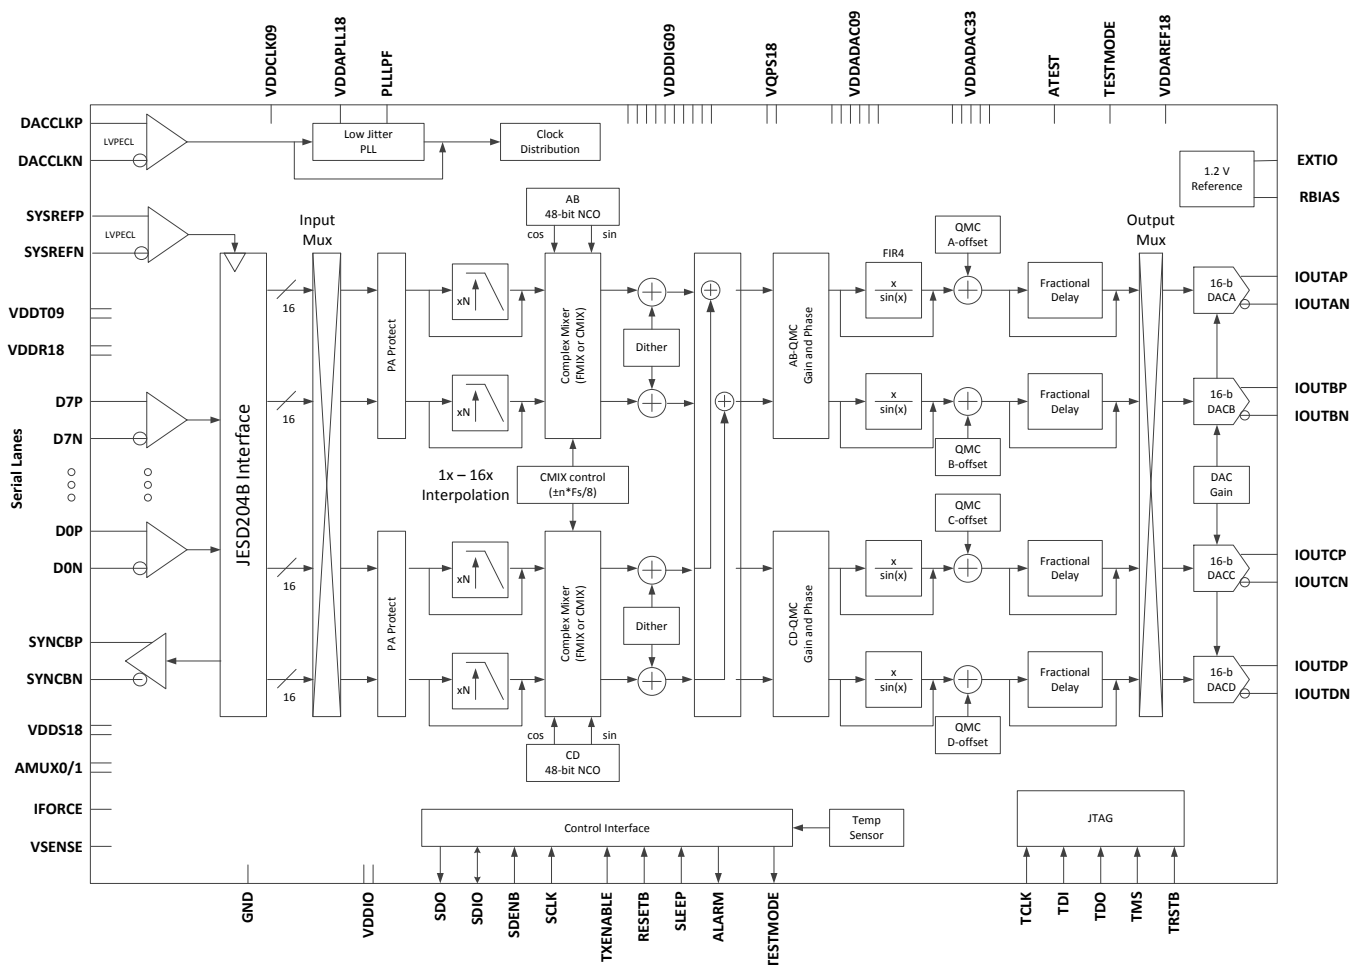 VDDCLK09
VDDAPLL18
PLLLPF
VDDDIG09
VQPS18
VDDADAC09
VDDADAC33
ATEST
TESTMODE
VDDAREF18
DACCLKP
LVPECL
DACCLKN
Low Jitter
PLL
Clock
Distribution
1.2 V
Reference
EXTIO
RBIAS
SYSREFP
LVPECL
SYSREFN
Input
Mux
AB
48-bit NCO
cos
sin
QMC
A-offset
Output
Mux
FIR4
VDDT09
VDDR18
16
xN
x
sin(x)
Fractional
Delay
16-b
DACA
IOUTAP
IOUTAN
JESD204B Interface
PA Protect
Complex Mixer
(FMIX or CMIX)
Dither
AB-QMC
Gain and Phase
Serial Lanes
D7P
D7N
16
xN
x
sin(x)
Fractional
Delay
16-b
DACB
IOUTBP
IOUTBN
QMC
B-offset
1x – 16x
Interpolation
CMIX control
(±n*Fs/8)
DAC
Gain
QMC
C-offset
D0P
D0N
16
xN
x
sin(x)
Fractional
Delay
16-b
DACC
IOUTCP
IOUTCN
PA Protect
Complex Mixer
(FMIX or CMIX)
Dither
CD-QMC
Gain and Phase
SYNCBP
SYNCBN
16
xN
x
sin(x)
Fractional
Delay
16-b
DACD
IOUTDP
IOUTDN
VDDS18
AMUX0/1
cos
sin
CD
48-bit NCO
QMC
D-offset
IFORCE
VSENSE
Control Interface
Temp
Sensor
JTAG
GND
VDDIO
SDO
SDIO
SDENB
SCLK
TXENABLE
RESETB
SLEEP
ALARM
TESTMODE
TCLK
TDI
TDO
TMS
TRSTB